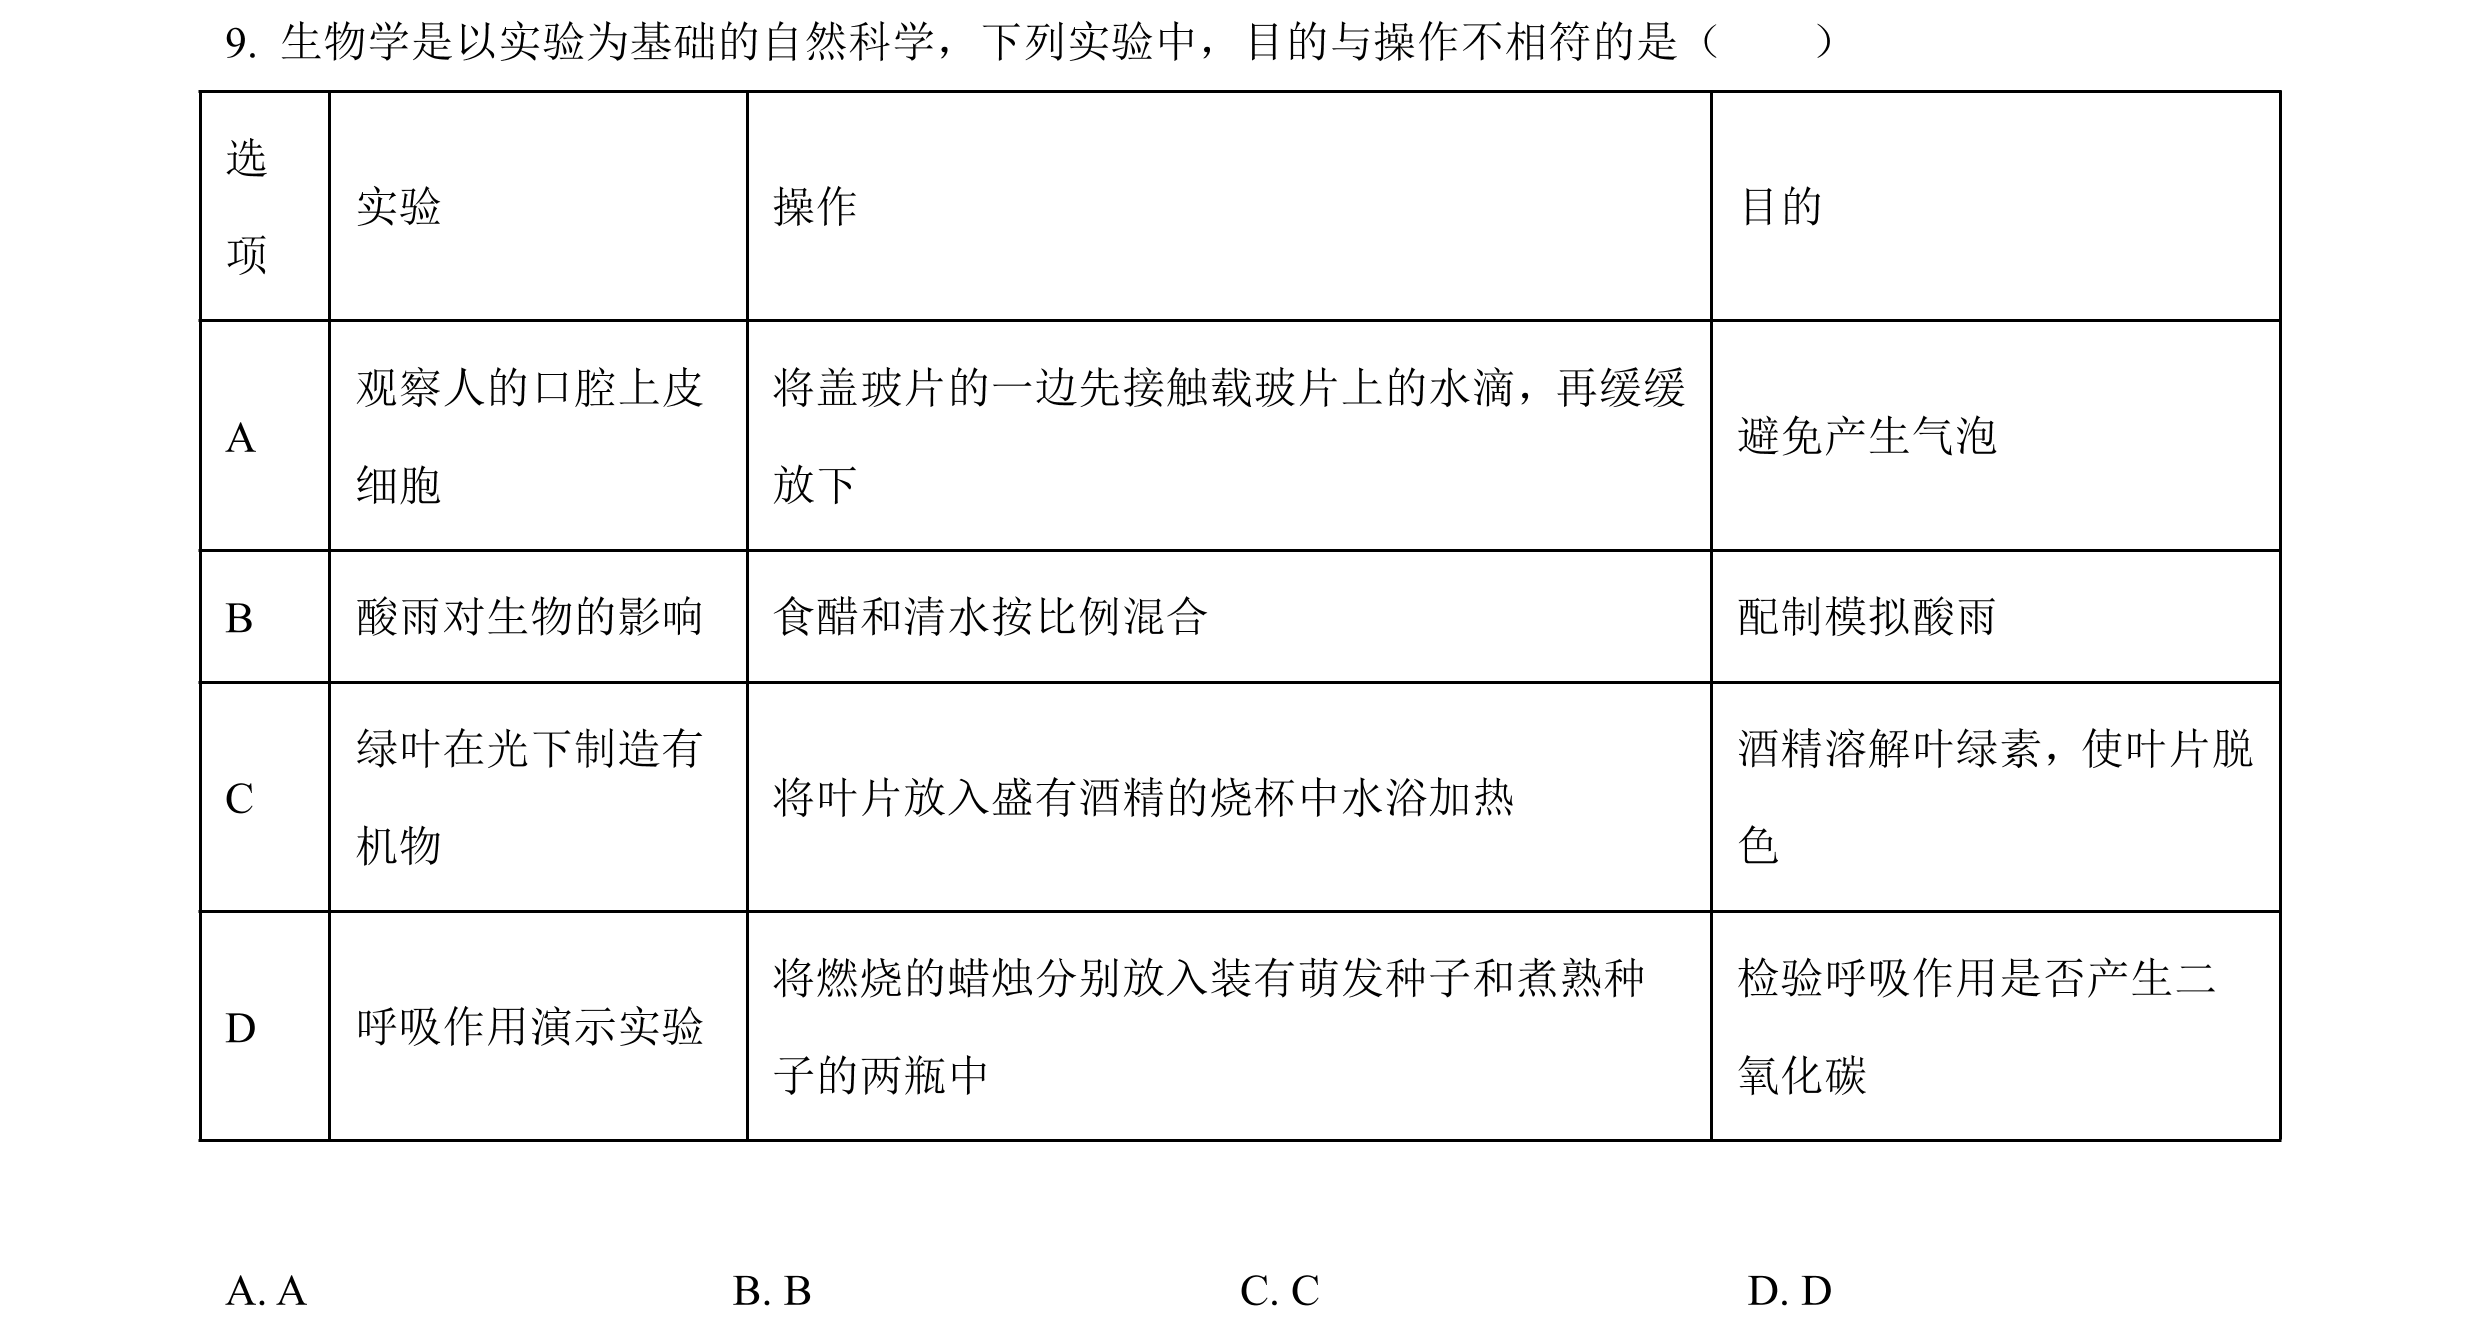 9. 生物学是以实验为基础的自然科学，下列实验中，目的与操作不相符的是（　　）
选
项
实验
操作
目的
A
观察人的口腔上皮
细胞
将盖玻片的一边先接触载玻片上的水滴，再缓缓
放下
避免产生气泡
B
酸雨对生物的影响
食醋和清水按比例混合
配制模拟酸雨
C
绿叶在光下制造有
机物
将叶片放入盛有酒精的烧杯中水浴加热
酒精溶解叶绿素，使叶片脱
色
D
呼吸作用演示实验
将燃烧的蜡烛分别放入装有萌发种子和煮熟种
子的两瓶中
检验呼吸作用是否产生二
氧化碳
A. A B. B C. C D. D